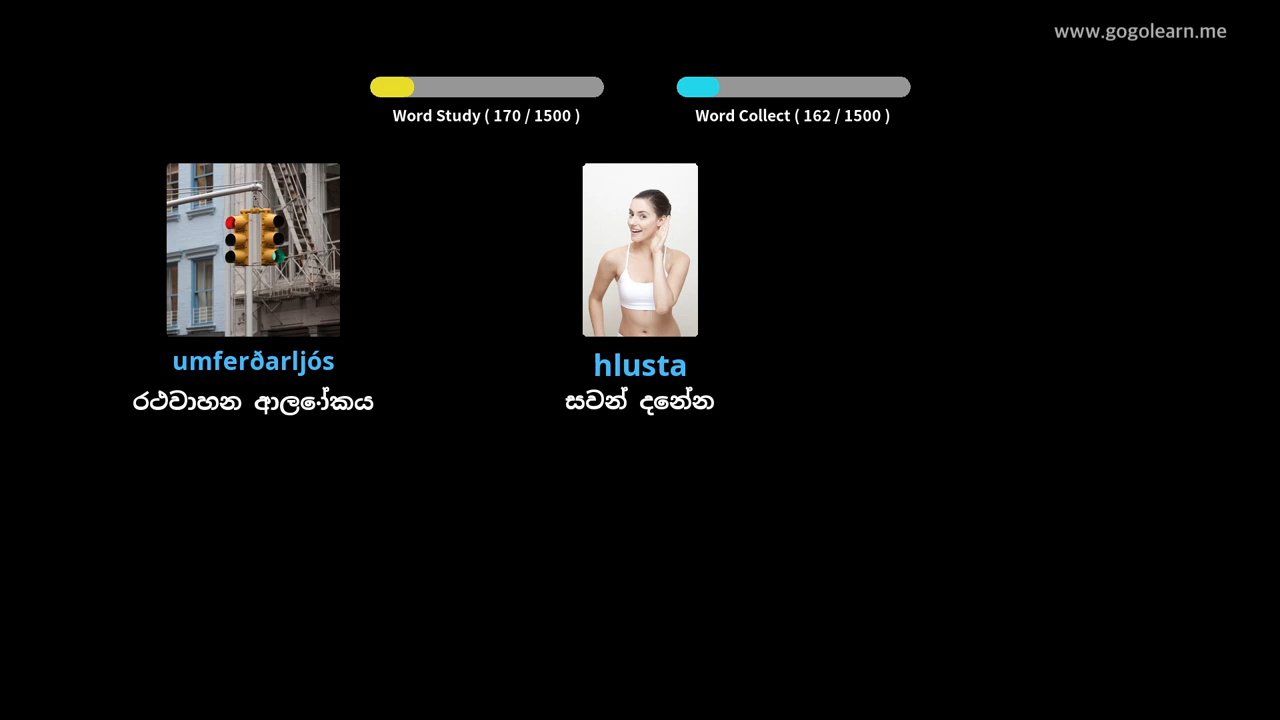 www.gogolearn.me
Word Study ( 170 / 1500 )
Word Collect ( 162 / 1500 )
umferðarljós
රථවාහන ආලෝකය
hlusta
සවන් දෙන්න